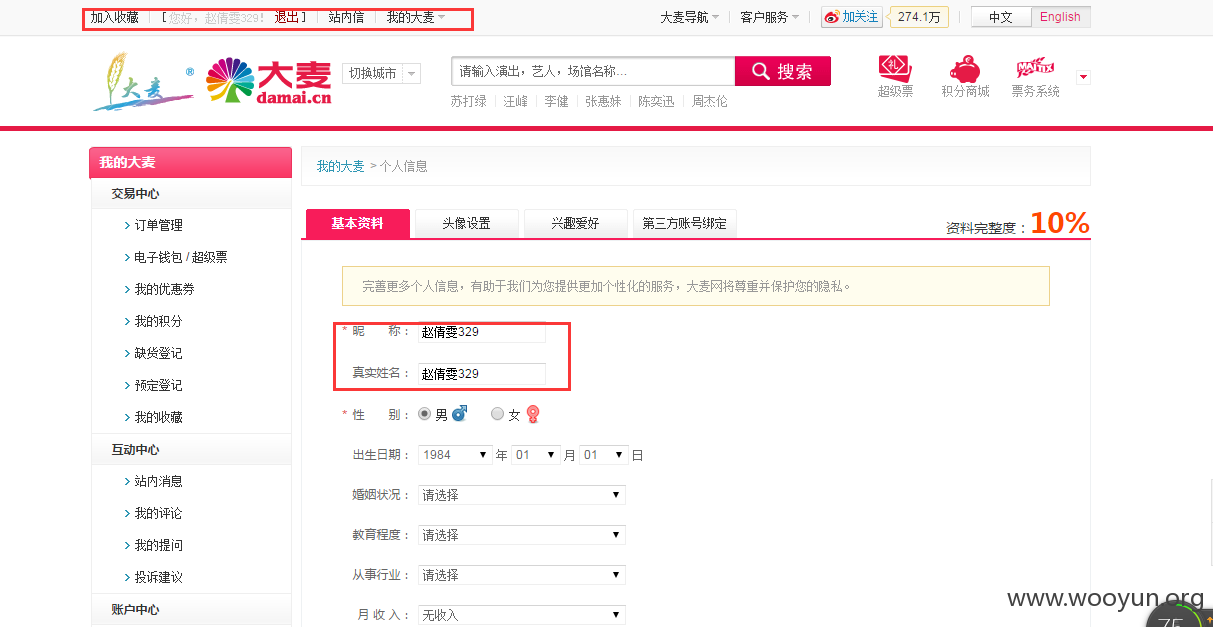 加入收藏 [ 您好，赵倩雯329！ 退出 ] 站内信 我的大麦 大麦导航 客户服务 加关注 274.1万 中文 English
大麦 ® 大麦 damai.cn 切换城市 请输入演出，艺人，场馆名称… 搜索 礼 超级票 积分商城 MaiTix 票务系统
苏打绿 汪峰 李健 张惠妹 陈奕迅 周杰伦
我的大麦
交易中心
订单管理
电子钱包 / 超级票
我的优惠券
我的积分
缺货登记
预定登记
我的收藏
互动中心
站内消息
我的评论
我的提问
投诉建议
账户中心
我的大麦 > 个人信息
基本资料 头像设置 兴趣爱好 第三方账号绑定 资料完整度：10%
完善更多个人信息，有助于我们为您提供更加个性化的服务，大麦网将尊重并保护您的隐私。
* 昵 称： 赵倩雯329
真实姓名： 赵倩雯329
* 性 别： 男 女
出生日期： 1984 年 01 月 01 日
婚姻状况： 请选择
教育程度： 请选择
从事行业： 请选择
月 收 入： 无收入
www.wooyun.org
75